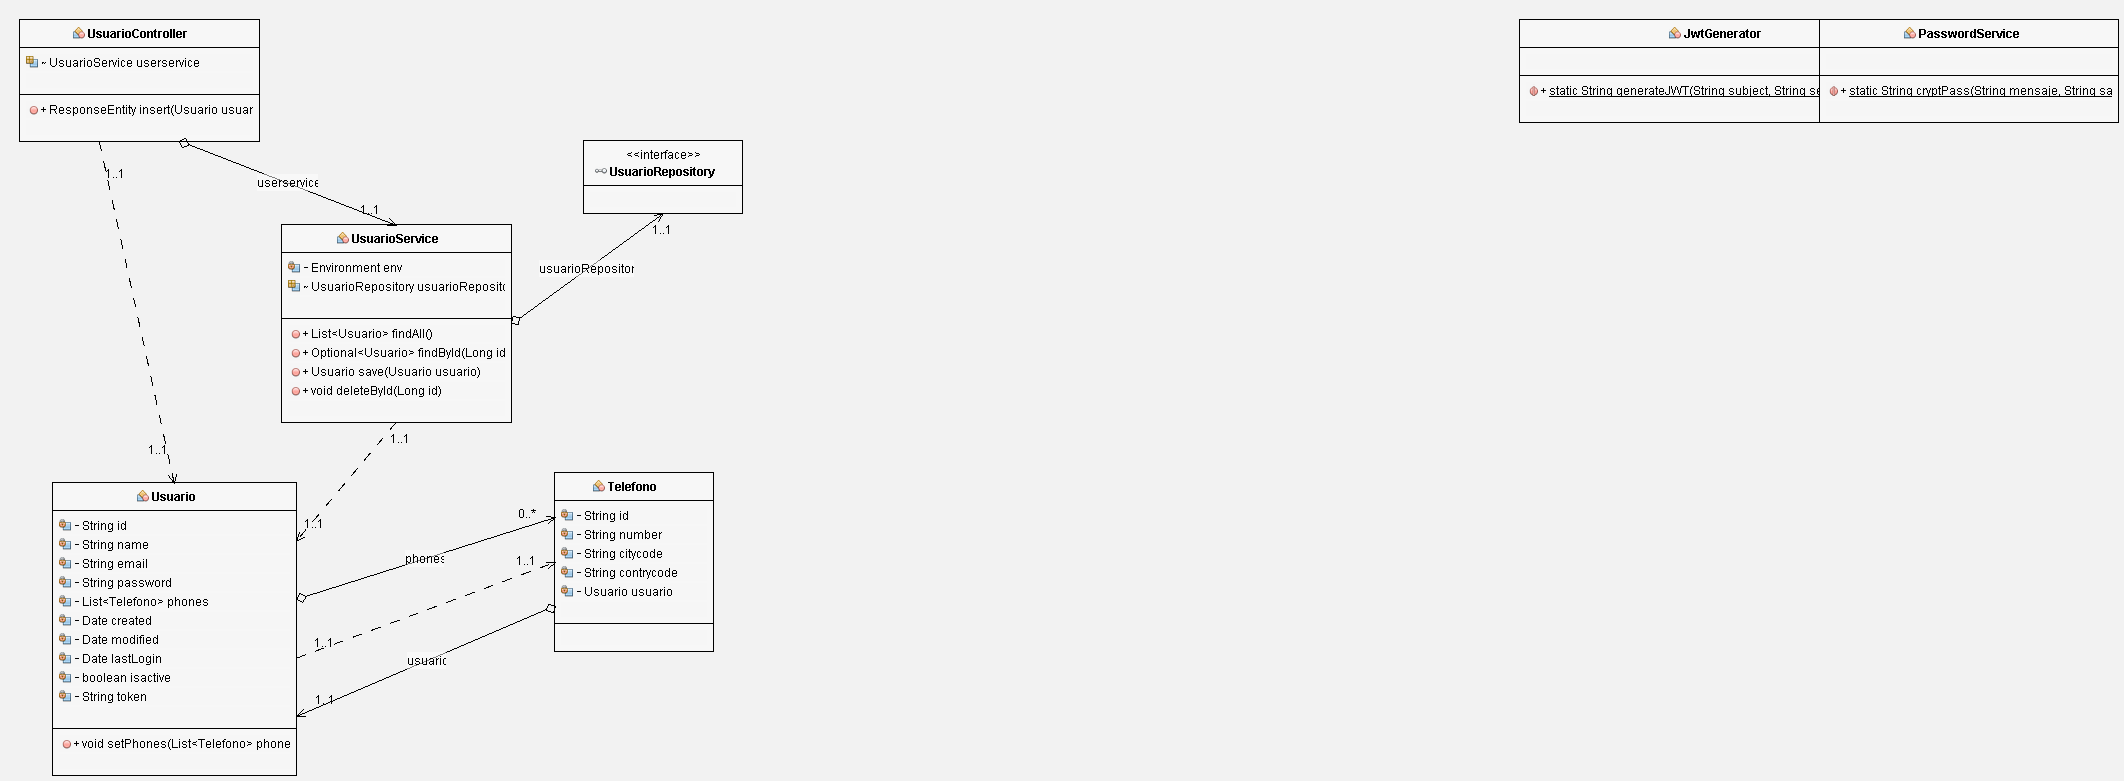 UsuarioController
~ UsuarioService userservice
+ ResponseEntity insert(Usuario usuar
JwtGenerator
+ static String generateJWT(String subject, String se
PasswordService
+ static String cryptPass(String mensaje, String sa
1..1
userservice
1..1
<<interface>>
UsuarioRepository
1..1
usuarioRepositor
UsuarioService
- Environment env
~ UsuarioRepository usuarioReposito
+ List<Usuario> findAll()
+ Optional<Usuario> findById(Long id
+ Usuario save(Usuario usuario)
+ void deleteById(Long id)
1..1
1..1
1..1
Usuario
- String id
- String name
- String email
- String password
- List<Telefono> phones
- Date created
- Date modified
- Date lastLogin
- boolean isactive
- String token
+ void setPhones(List<Telefono> phone
0..*
phones
1..1
1..1
usuaric
1..1
Telefono
- String id
- String number
- String citycode
- String contrycode
- Usuario usuario